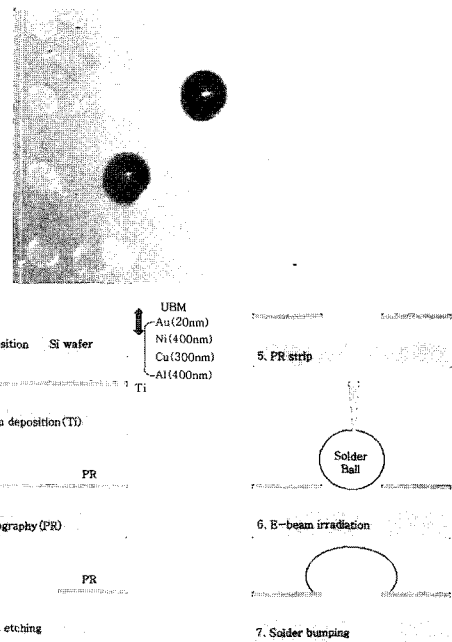 UBM
Au(20nm)
Ni(400nm)
Cu(300nm)
Al(400nm)
Ti
sition Si wafer
deposition(Ti)
PR
ography(PR)
PR
etching
5. PR strip
Solder
Ball
6. E-beam irradiation
7. Solder bumping